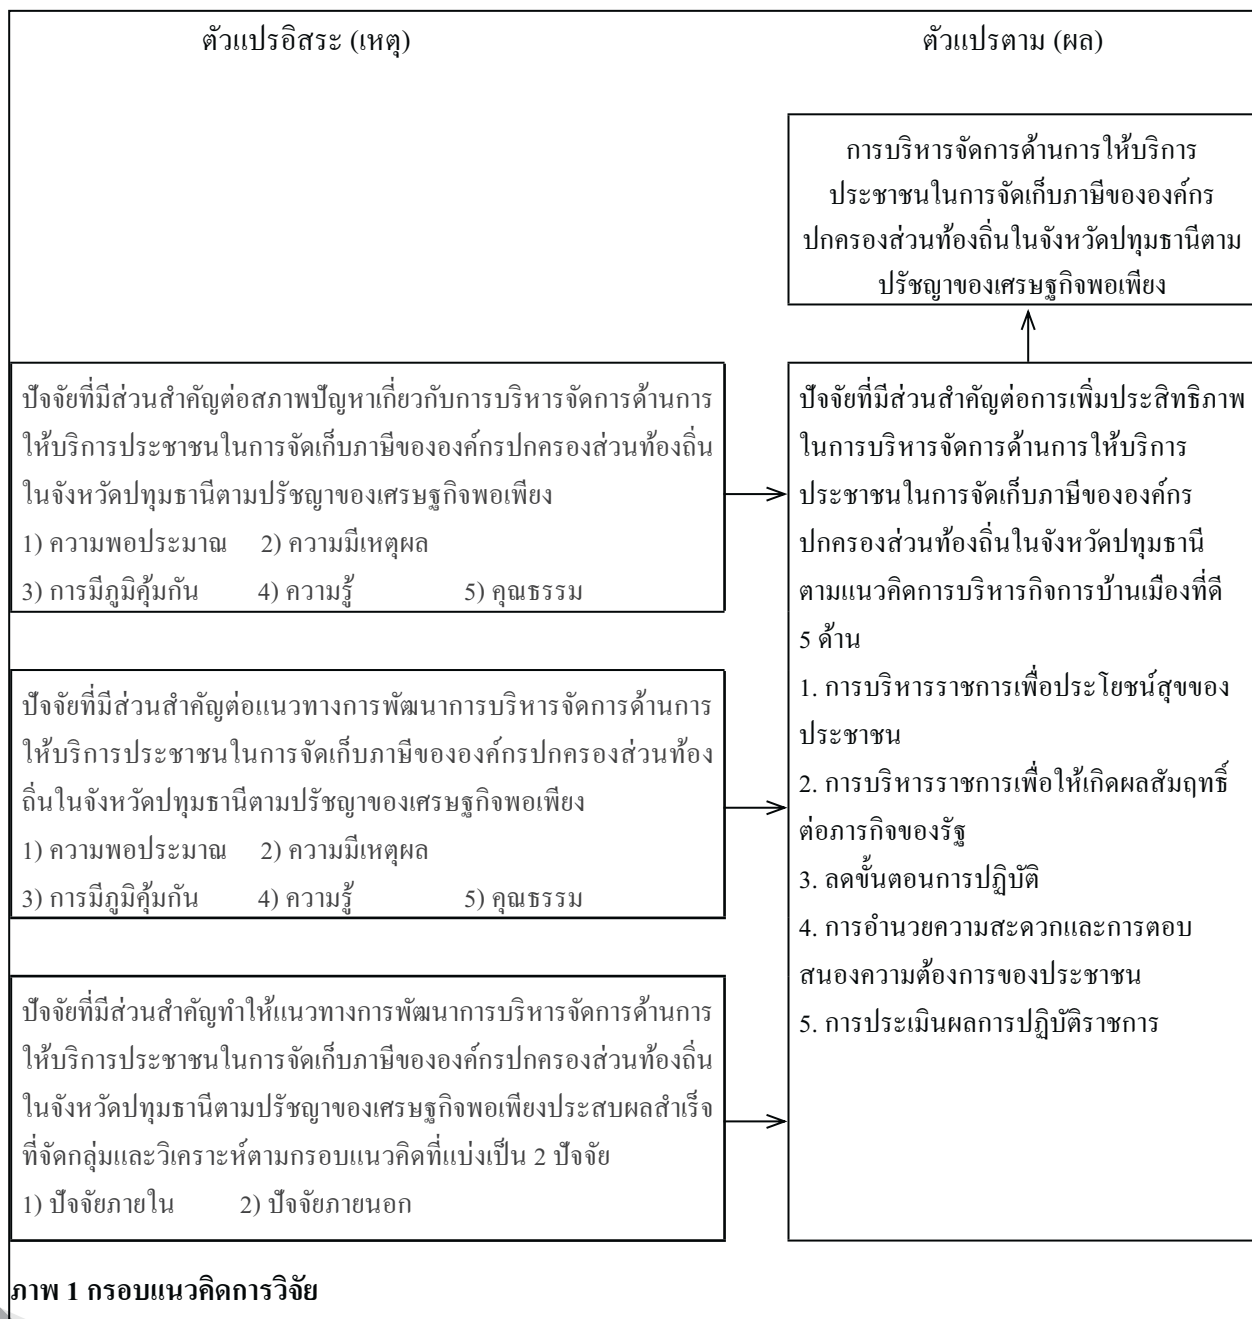 ตัวแปรอิสระ (เหตุ)
ตัวแปรตาม (ผล)
การบริหารจัดการด้านการให้บริการ
ประชาชนในการจัดเก็บภาษีขององค์กร
ปกครองส่วนท้องถิ่นในจังหวัดปทุมธานีตาม
ปรัชญาของเศรษฐกิจพอเพียง
ปัจจัยที่มีส่วนสำคัญต่อสภาพปัญหาเกี่ยวกับการบริหารจัดการด้านการ
ให้บริการประชาชนในการจัดเก็บภาษีขององค์กรปกครองส่วนท้องถิ่น
ในจังหวัดปทุมธานีตามปรัชญาของเศรษฐกิจพอเพียง
1) ความพอประมาณ 2) ความมีเหตุผล
3) การมีภูมิคุ้มกัน 4) ความรู้ 5) คุณธรรม
ปัจจัยที่มีส่วนสำคัญต่อแนวทางการพัฒนาการบริหารจัดการด้านการ
ให้บริการประชาชนในการจัดเก็บภาษีขององค์กรปกครองส่วนท้อง
ถิ่นในจังหวัดปทุมธานีตามปรัชญาของเศรษฐกิจพอเพียง
1) ความพอประมาณ 2) ความมีเหตุผล
3) การมีภูมิคุ้มกัน 4) ความรู้ 5) คุณธรรม
ปัจจัยที่มีส่วนสำคัญทำให้แนวทางการพัฒนาการบริหารจัดการด้านการ
ให้บริการประชาชนในการจัดเก็บภาษีขององค์กรปกครองส่วนท้องถิ่น
ในจังหวัดปทุมธานีตามปรัชญาของเศรษฐกิจพอเพียงประสบผลสำเร็จ
ที่จัดกลุ่มและวิเคราะห์ตามกรอบแนวคิดที่แบ่งเป็น 2 ปัจจัย
1) ปัจจัยภายใน 2) ปัจจัยภายนอก
ปัจจัยที่มีส่วนสำคัญต่อการเพิ่มประสิทธิภาพ
ในการบริหารจัดการด้านการให้บริการ
ประชาชนในการจัดเก็บภาษีขององค์กร
ปกครองส่วนท้องถิ่นในจังหวัดปทุมธานี
ตามแนวคิดการบริหารกิจการบ้านเมืองที่ดี
5 ด้าน
1. การบริหารราชการเพื่อประโยชน์สุขของ
ประชาชน
2. การบริหารราชการเพื่อให้เกิดผลสัมฤทธิ์
ต่อภารกิจของรัฐ
3. ลดขั้นตอนการปฏิบัติ
4. การอำนวยความสะดวกและการตอบ
สนองความต้องการของประชาชน
5. การประเมินผลการปฏิบัติราชการ
ภาพ 1 กรอบแนวคิดการวิจัย